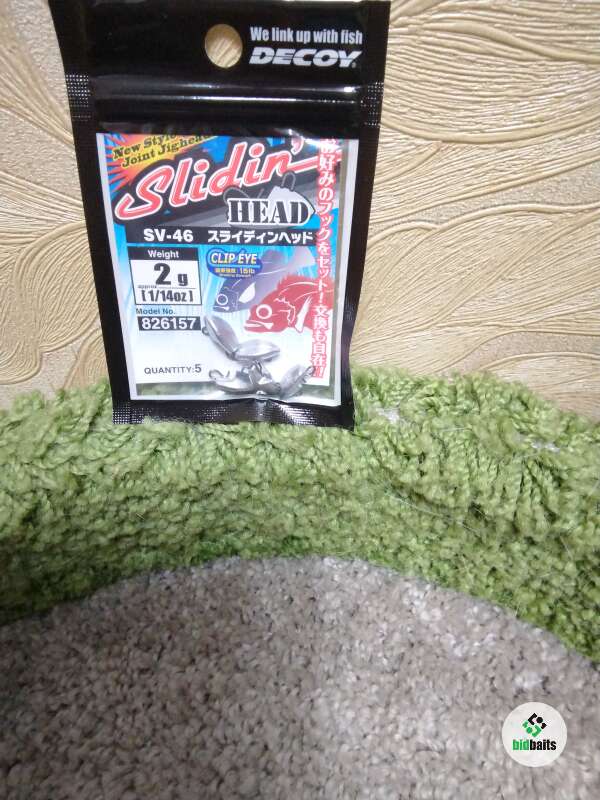 We link up with fish
DECOY
New Style
Joint Jighead
Slidin'
HEAD
SV-46 スライディンヘッド
Weight
approx 2g
[1/14oz]
Model No.
826157
QUANTITY:5
CLIP EYE
15lb
好みのフックをセット!交換も自在!
bidbaits